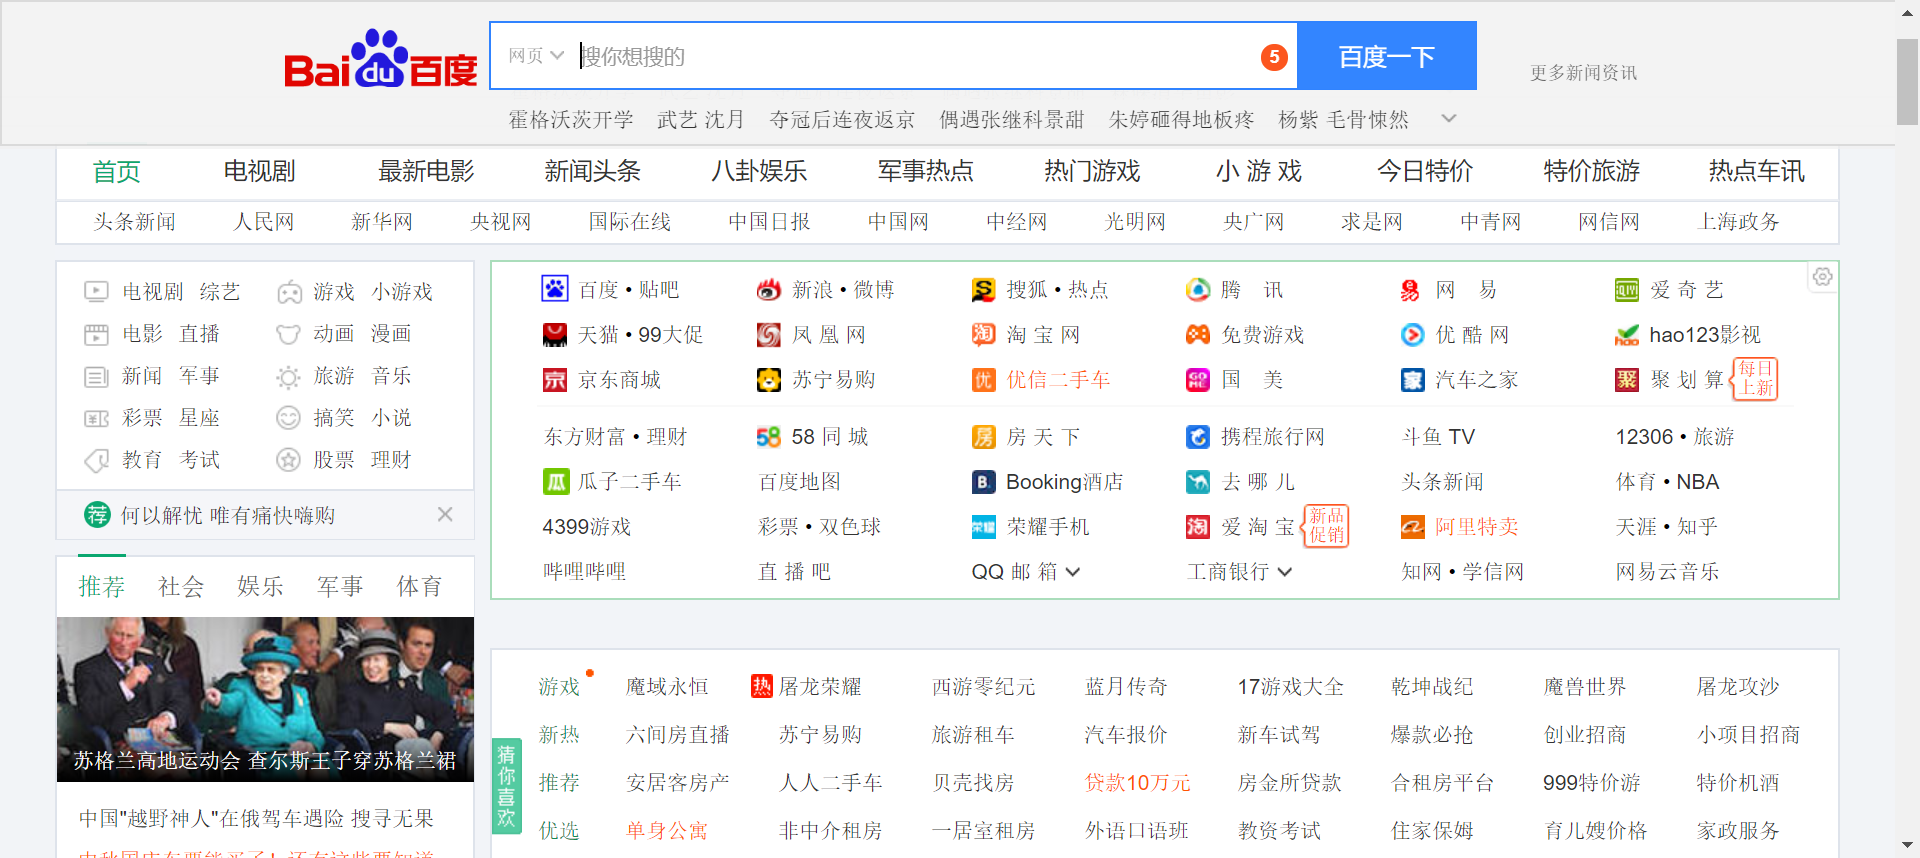 Bai du 百度
网页 搜你想搜的 5 百度一下 更多新闻资讯
霍格沃茨开学 武艺 沈月 夺冠后连夜返京 偶遇张继科景甜 朱婷砸得地板疼 杨紫 毛骨悚然
首页 电视剧 最新电影 新闻头条 八卦娱乐 军事热点 热门游戏 小 游 戏 今日特价 特价旅游 热点车讯
头条新闻 人民网 新华网 央视网 国际在线 中国日报 中国网 中经网 光明网 央广网 求是网 中青网 网信网 上海政务
电视剧 综艺 游戏 小游戏
电影 直播 动画 漫画
新闻 军事 旅游 音乐
彩票 星座 搞笑 小说
教育 考试 股票 理财
荐 何以解忧 唯有痛快嗨购
推荐 社会 娱乐 军事 体育
苏格兰高地运动会 查尔斯王子穿苏格兰裙
中国"越野神人"在俄驾车遇险 搜寻无果
百度 • 贴吧 新浪 • 微博 搜狐 • 热点 腾 讯 网 易 爱 奇 艺
天猫 • 99大促 凤 凰 网 淘 宝 网 免费游戏 优 酷 网 hao123影视
京东商城 苏宁易购 优信二手车 国 美 汽车之家 聚 划 算 每日
上新
东方财富 • 理财 58 同 城 房 天 下 携程旅行网 斗鱼 TV 12306 • 旅游
瓜子二手车 百度地图 Booking酒店 去 哪 儿 头条新闻 体育 • NBA
4399游戏 彩票 • 双色球 荣耀手机 爱 淘 宝 新品
促销 阿里特卖 天涯 • 知乎
哔哩哔哩 直 播 吧 QQ 邮 箱 工商银行 知网 • 学信网 网易云音乐
猜你喜欢
游戏 魔域永恒 热 屠龙荣耀 西游零纪元 蓝月传奇 17游戏大全 乾坤战纪 魔兽世界 屠龙攻沙
新热 六间房直播 苏宁易购 旅游租车 汽车报价 新车试驾 爆款必抢 创业招商 小项目招商
推荐 安居客房产 人人二手车 贝壳找房 贷款10万元 房金所贷款 合租房平台 999特价游 特价机酒
优选 单身公寓 非中介租房 一居室租房 外语口语班 教资考试 住家保姆 育儿嫂价格 家政服务